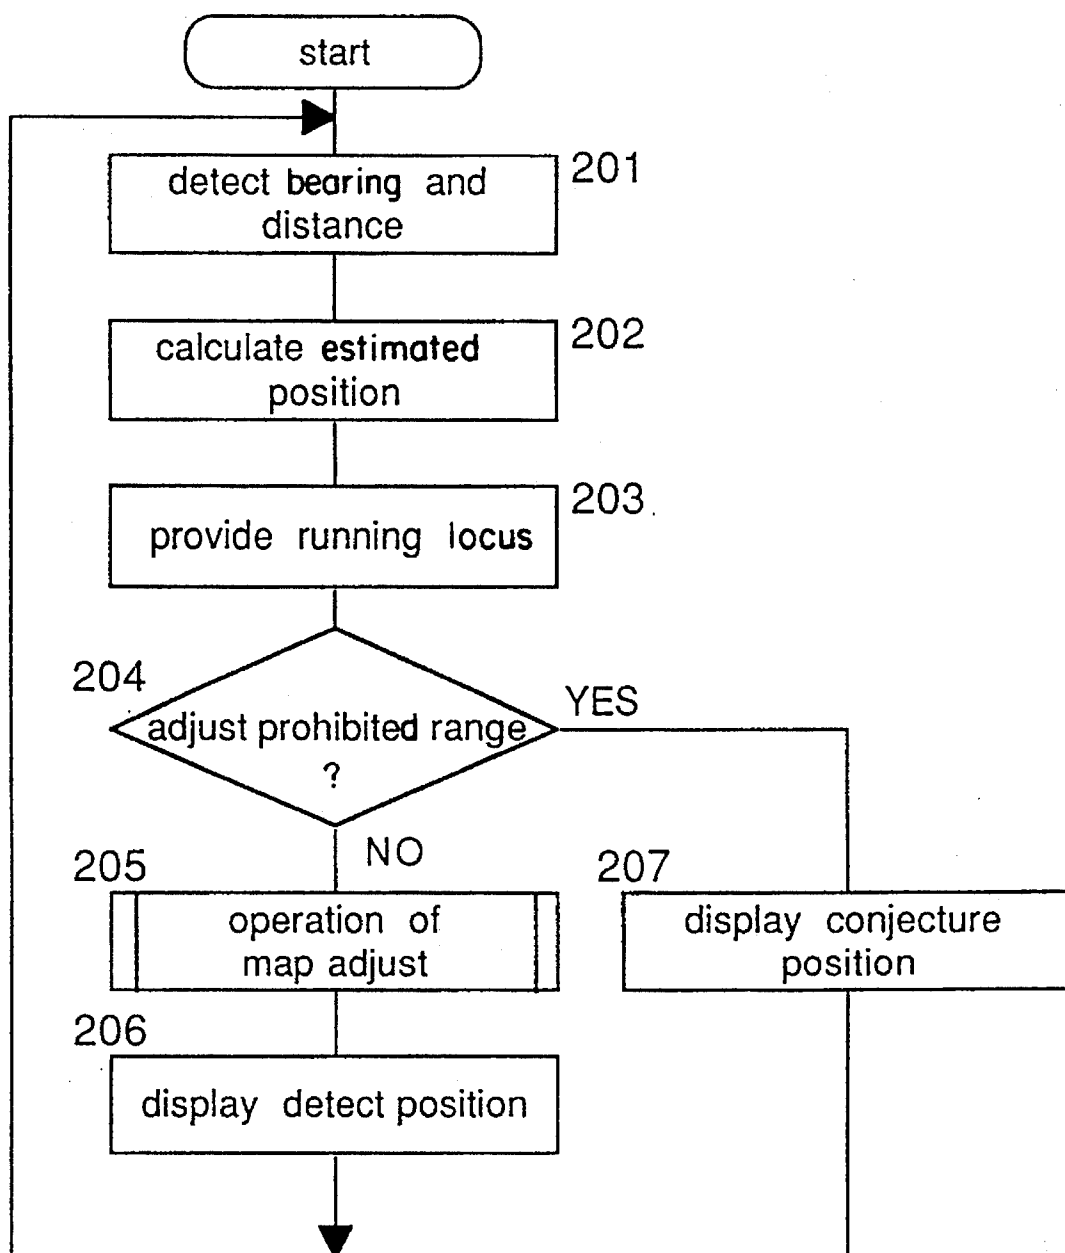 start
201
detect bearing and
distance
202
calculate estimated
position
203
provide running locus
204
adjust prohibited range
?
YES
NO
205
operation of
map adjust
207
display conjecture
position
206
display detect position